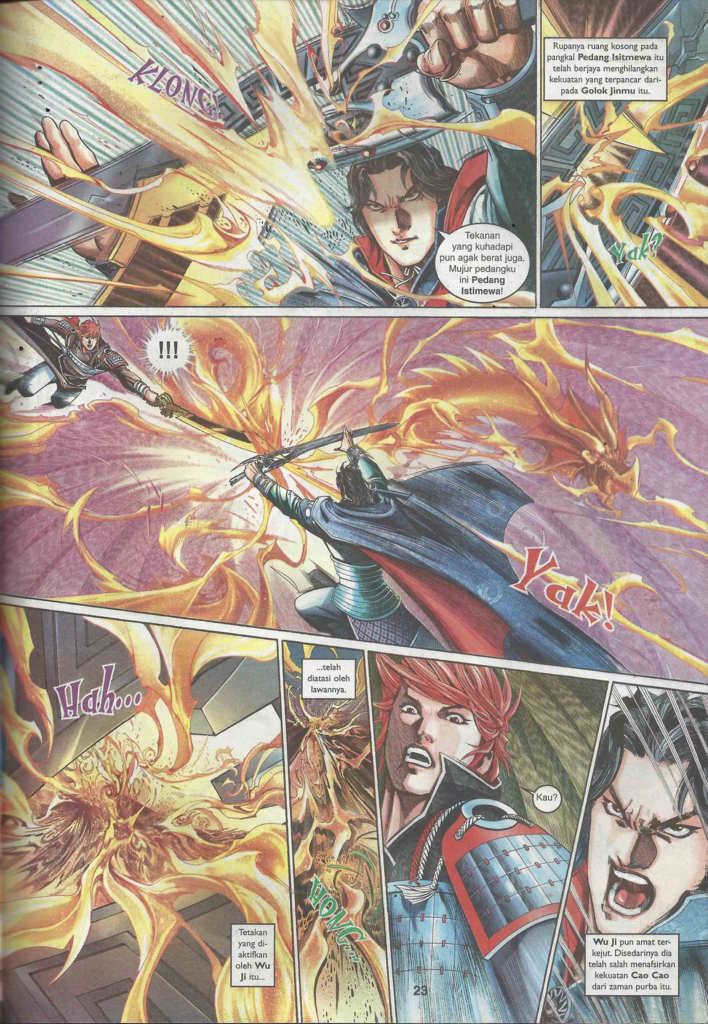 KLONG!
Tekanan
yang kuhadapi
pun agak berat juga.
Mujur pedangku
ini Pedang
Istimewa!
Rupanya ruang kosong pada
pangkal Pedang Isitmewa itu
telah berjaya menghilangkan
kekuatan yang terpancar dari-
pada Golok Jinmu itu.
Yak?
!!!
Yak!
Hah...
Tetakan
yang di-
aktifkan
oleh Wu
Ji itu...
...telah
diatasi oleh
lawannya.
HONG...
Kau?
Wu Ji pun amat ter-
kejut. Disedarinya dia
telah salah menafsirkan
kekuatan Cao Cao
dari zaman purba itu.
23